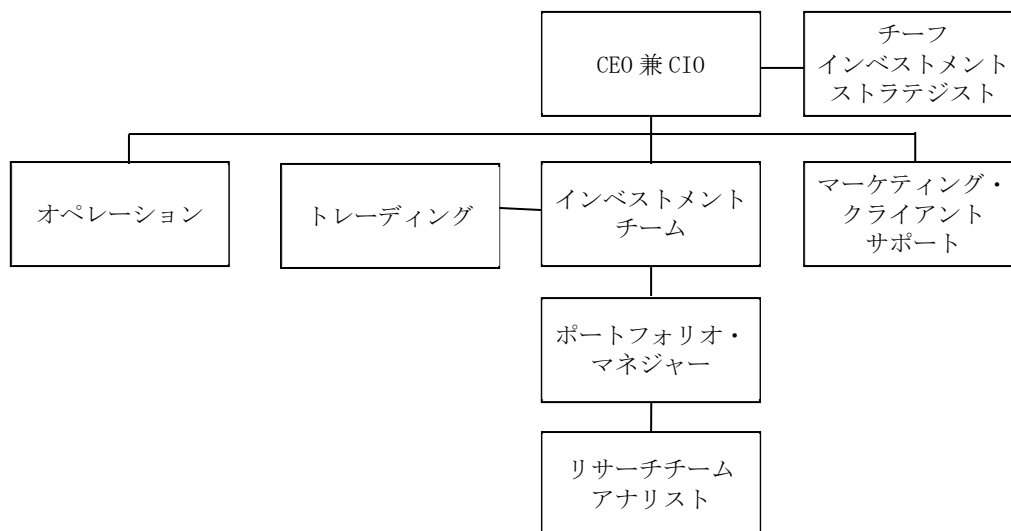 CEO 兼 CIO
チーフ
インベストメント
ストラテジスト
オペレーション
トレーディング
インベストメント
チーム
マーケティング・
クライアント
サポート
ポートフォリオ・
マネジャー
リサーチチーム
アナリスト